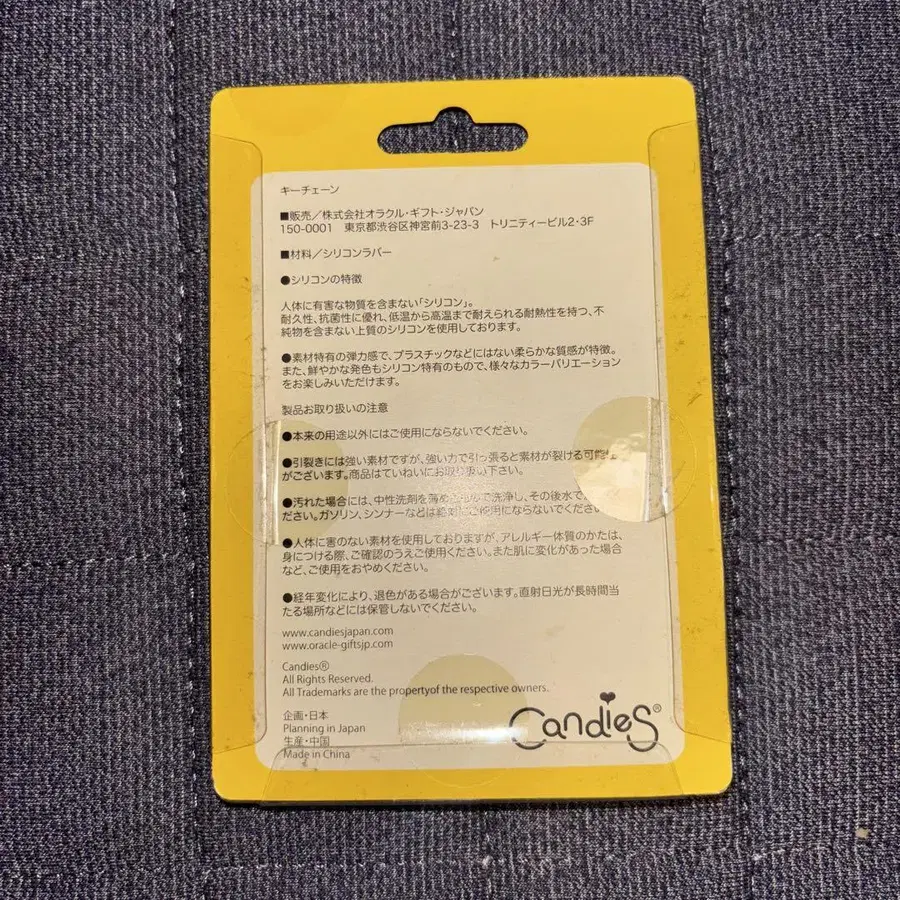 キーチェーン
■販売／株式会社オラクル・ギフト・ジャパン
150-0001 東京都渋谷区神宮前3-23-3 トリニティービル2・3F
■材料／シリコンラバー
●シリコンの特徴
人体に有害な物質を含まない「シリコン」。
耐久性、抗菌性に優れ、低温から高温まで耐えられる耐熱性を持つ、不
純物を含まない上質のシリコンを使用しております。
●素材特有の弾力感で、プラスチックなどにはない柔らかな質感が特徴。
また、鮮やかな発色もシリコン特有のもので、様々なカラーバリエーション
をお楽しみいただけます。
製品お取り扱いの注意
●本来の用途以外にはご使用にならないでください。
●引裂きには強い素材ですが、強い力で引っ張ると素材が裂ける可能性
がございます。商品はていねいにお取り扱い下さい。
●汚れた場合には、中性洗剤を薄め で洗浄し、その後水で
ださい。ガソリン、シンナーなどは絶対にご使用にならないでください
●人体に害のない素材を使用しておりますが、アレルギー体質のかたは、
身につける際、ご確認のうえご使用ください。また肌に変化があった場合
など、ご使用をおやめください。
●経年変化により、退色がある場合がございます。直射日光が長時間当
たる場所などには保管しないでください。
www.candiesjapan.com
www.oracle-giftsjp.com
Candies®
All Rights Reserved.
All Trademarks are the propertyof the respective owners.
企画・日本
Planning in Japan
生産・中国
Made in China
Candies®